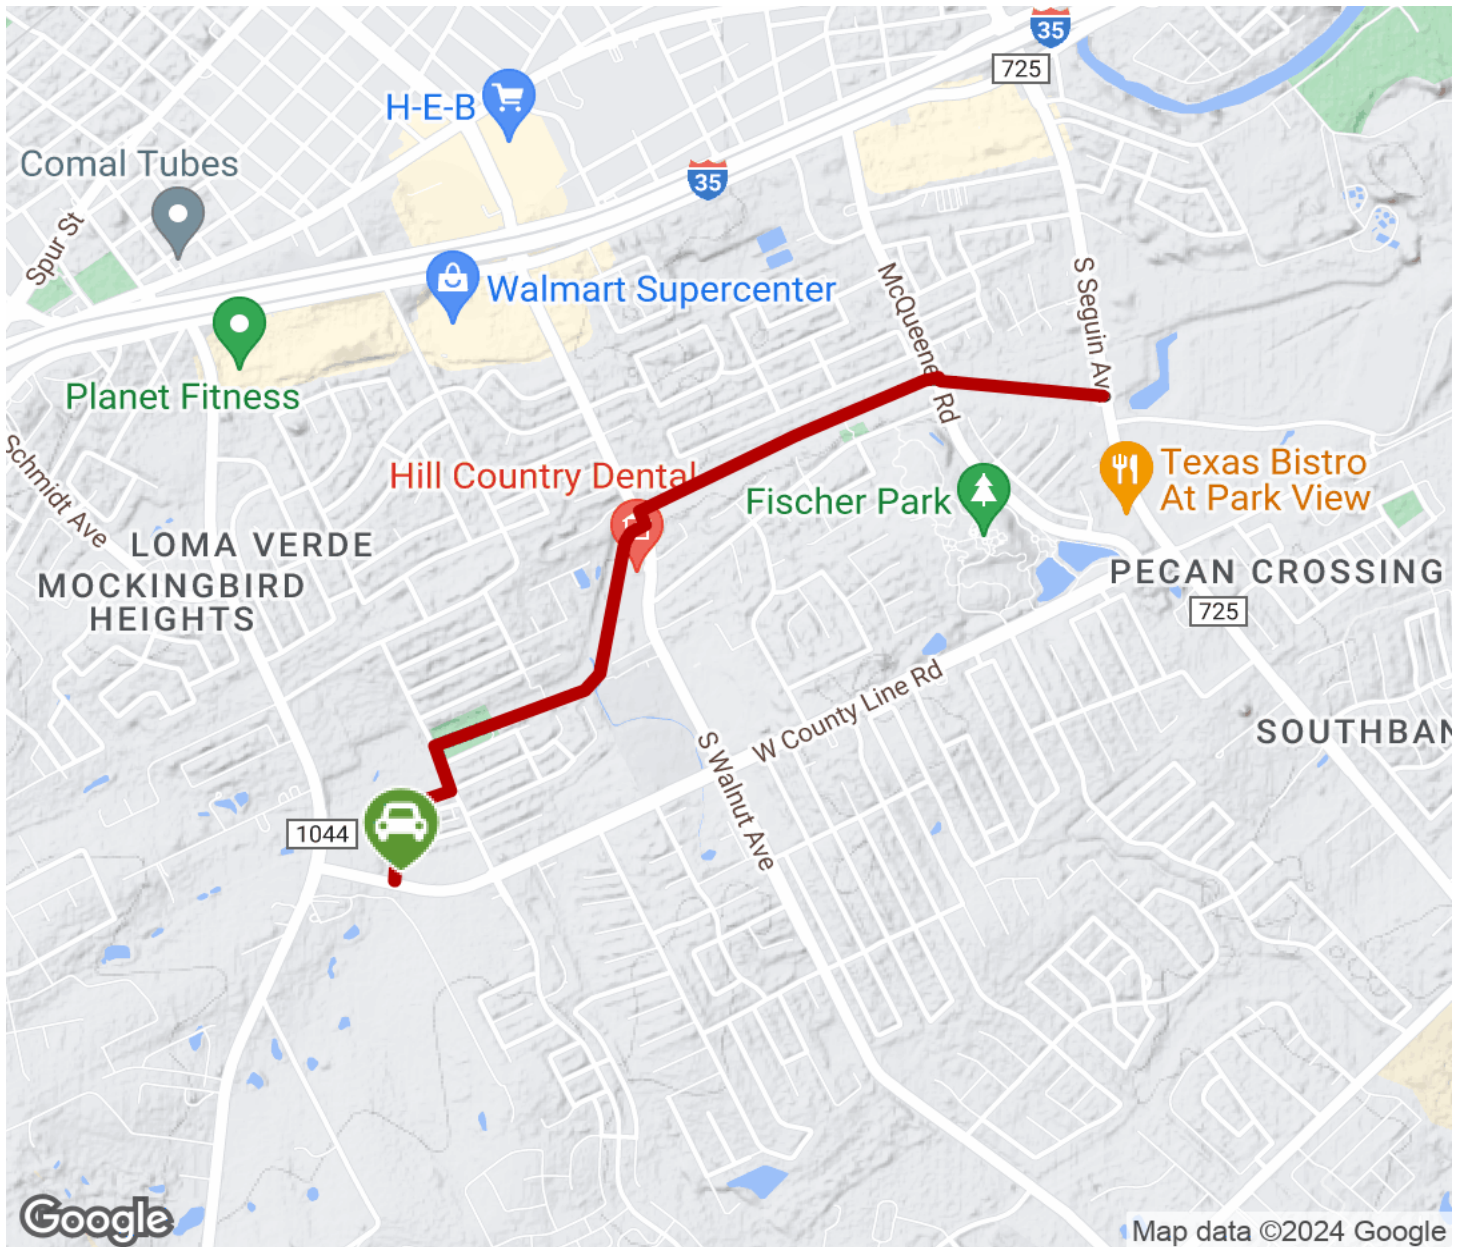 35
725
H-E-B
Comal Tubes
35
Spur St
Walmart Supercenter
McQueeney Rd
S Seguin Ave
Planet Fitness
Schmidt Ave
Hill Country Dental
Texas Bistro
At Park View
Fischer Park
LOMA VERDE
MOCKINGBIRD
HEIGHTS
PECAN CROSSING
725
W County Line Rd
SOUTHBAN
S Walnut Ave
1044
Google
Map data ©2024 Google